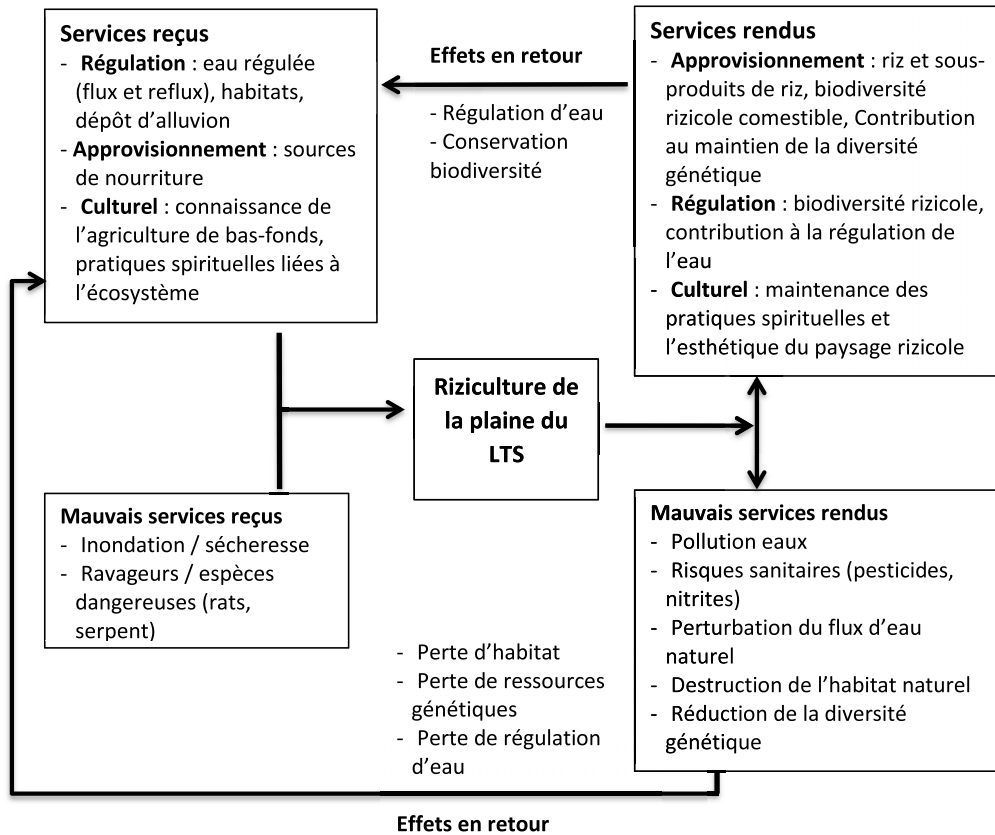 Services reçus
- Régulation : eau régulée
(flux et reflux), habitats,
dépôt d’alluvion
- Approvisionnement : sources
de nourriture
- Culturel : connaissance de
l’agriculture de bas-fonds,
pratiques spirituelles liées à
l’écosystème
Effets en retour
- Régulation d’eau
- Conservation
biodiversité
Services rendus
- Approvisionnement : riz et sous-
produits de riz, biodiversité
rizicole comestible, Contribution
au maintien de la diversité
génétique
- Régulation : biodiversité rizicole,
contribution à la régulation de
l’eau
- Culturel : maintenance des
pratiques spirituelles et
l’esthétique du paysage rizicole
Riziculture de
la plaine du
LTS
Mauvais services reçus
- Inondation / sécheresse
- Ravageurs / espèces
dangereuses (rats,
serpent)
Mauvais services rendus
- Pollution eaux
- Risques sanitaires (pesticides,
nitrites)
- Perturbation du flux d’eau
naturel
- Destruction de l’habitat naturel
- Réduction de la diversité
génétique
- Perte d’habitat
- Perte de ressources
génétiques
- Perte de régulation
d’eau
Effets en retour